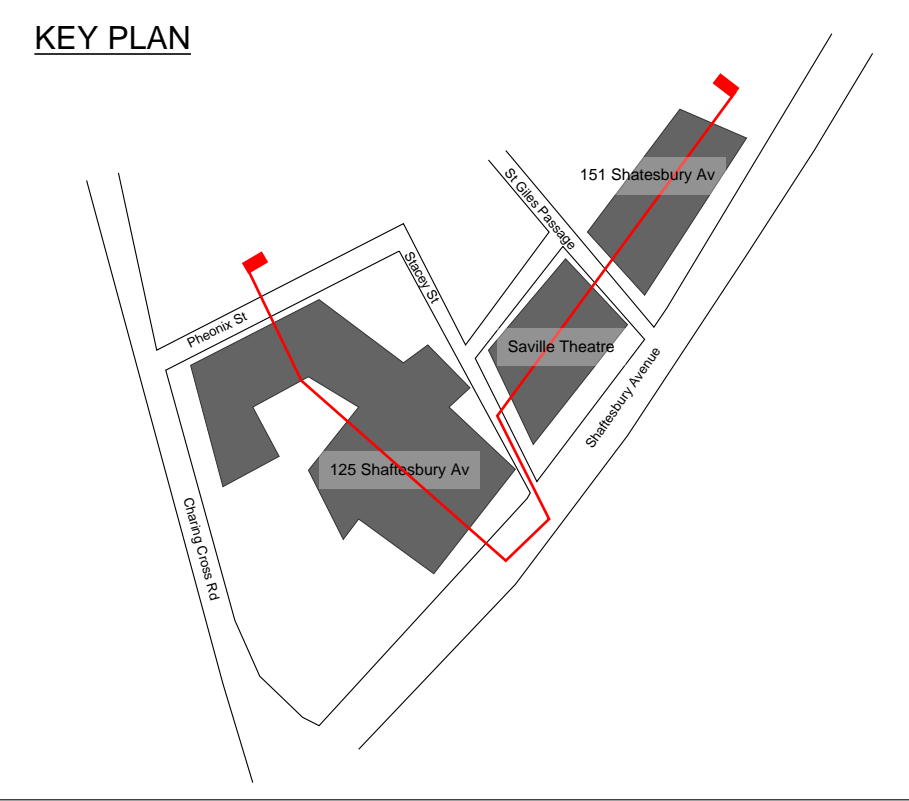 KEY PLAN
151 Shatesbury Av
St Giles Passage
Stacey St
Pheonix St
Saville Theatre
Shaftesbury Avenue
125 Shaftesbury Av
Charing Cross Rd